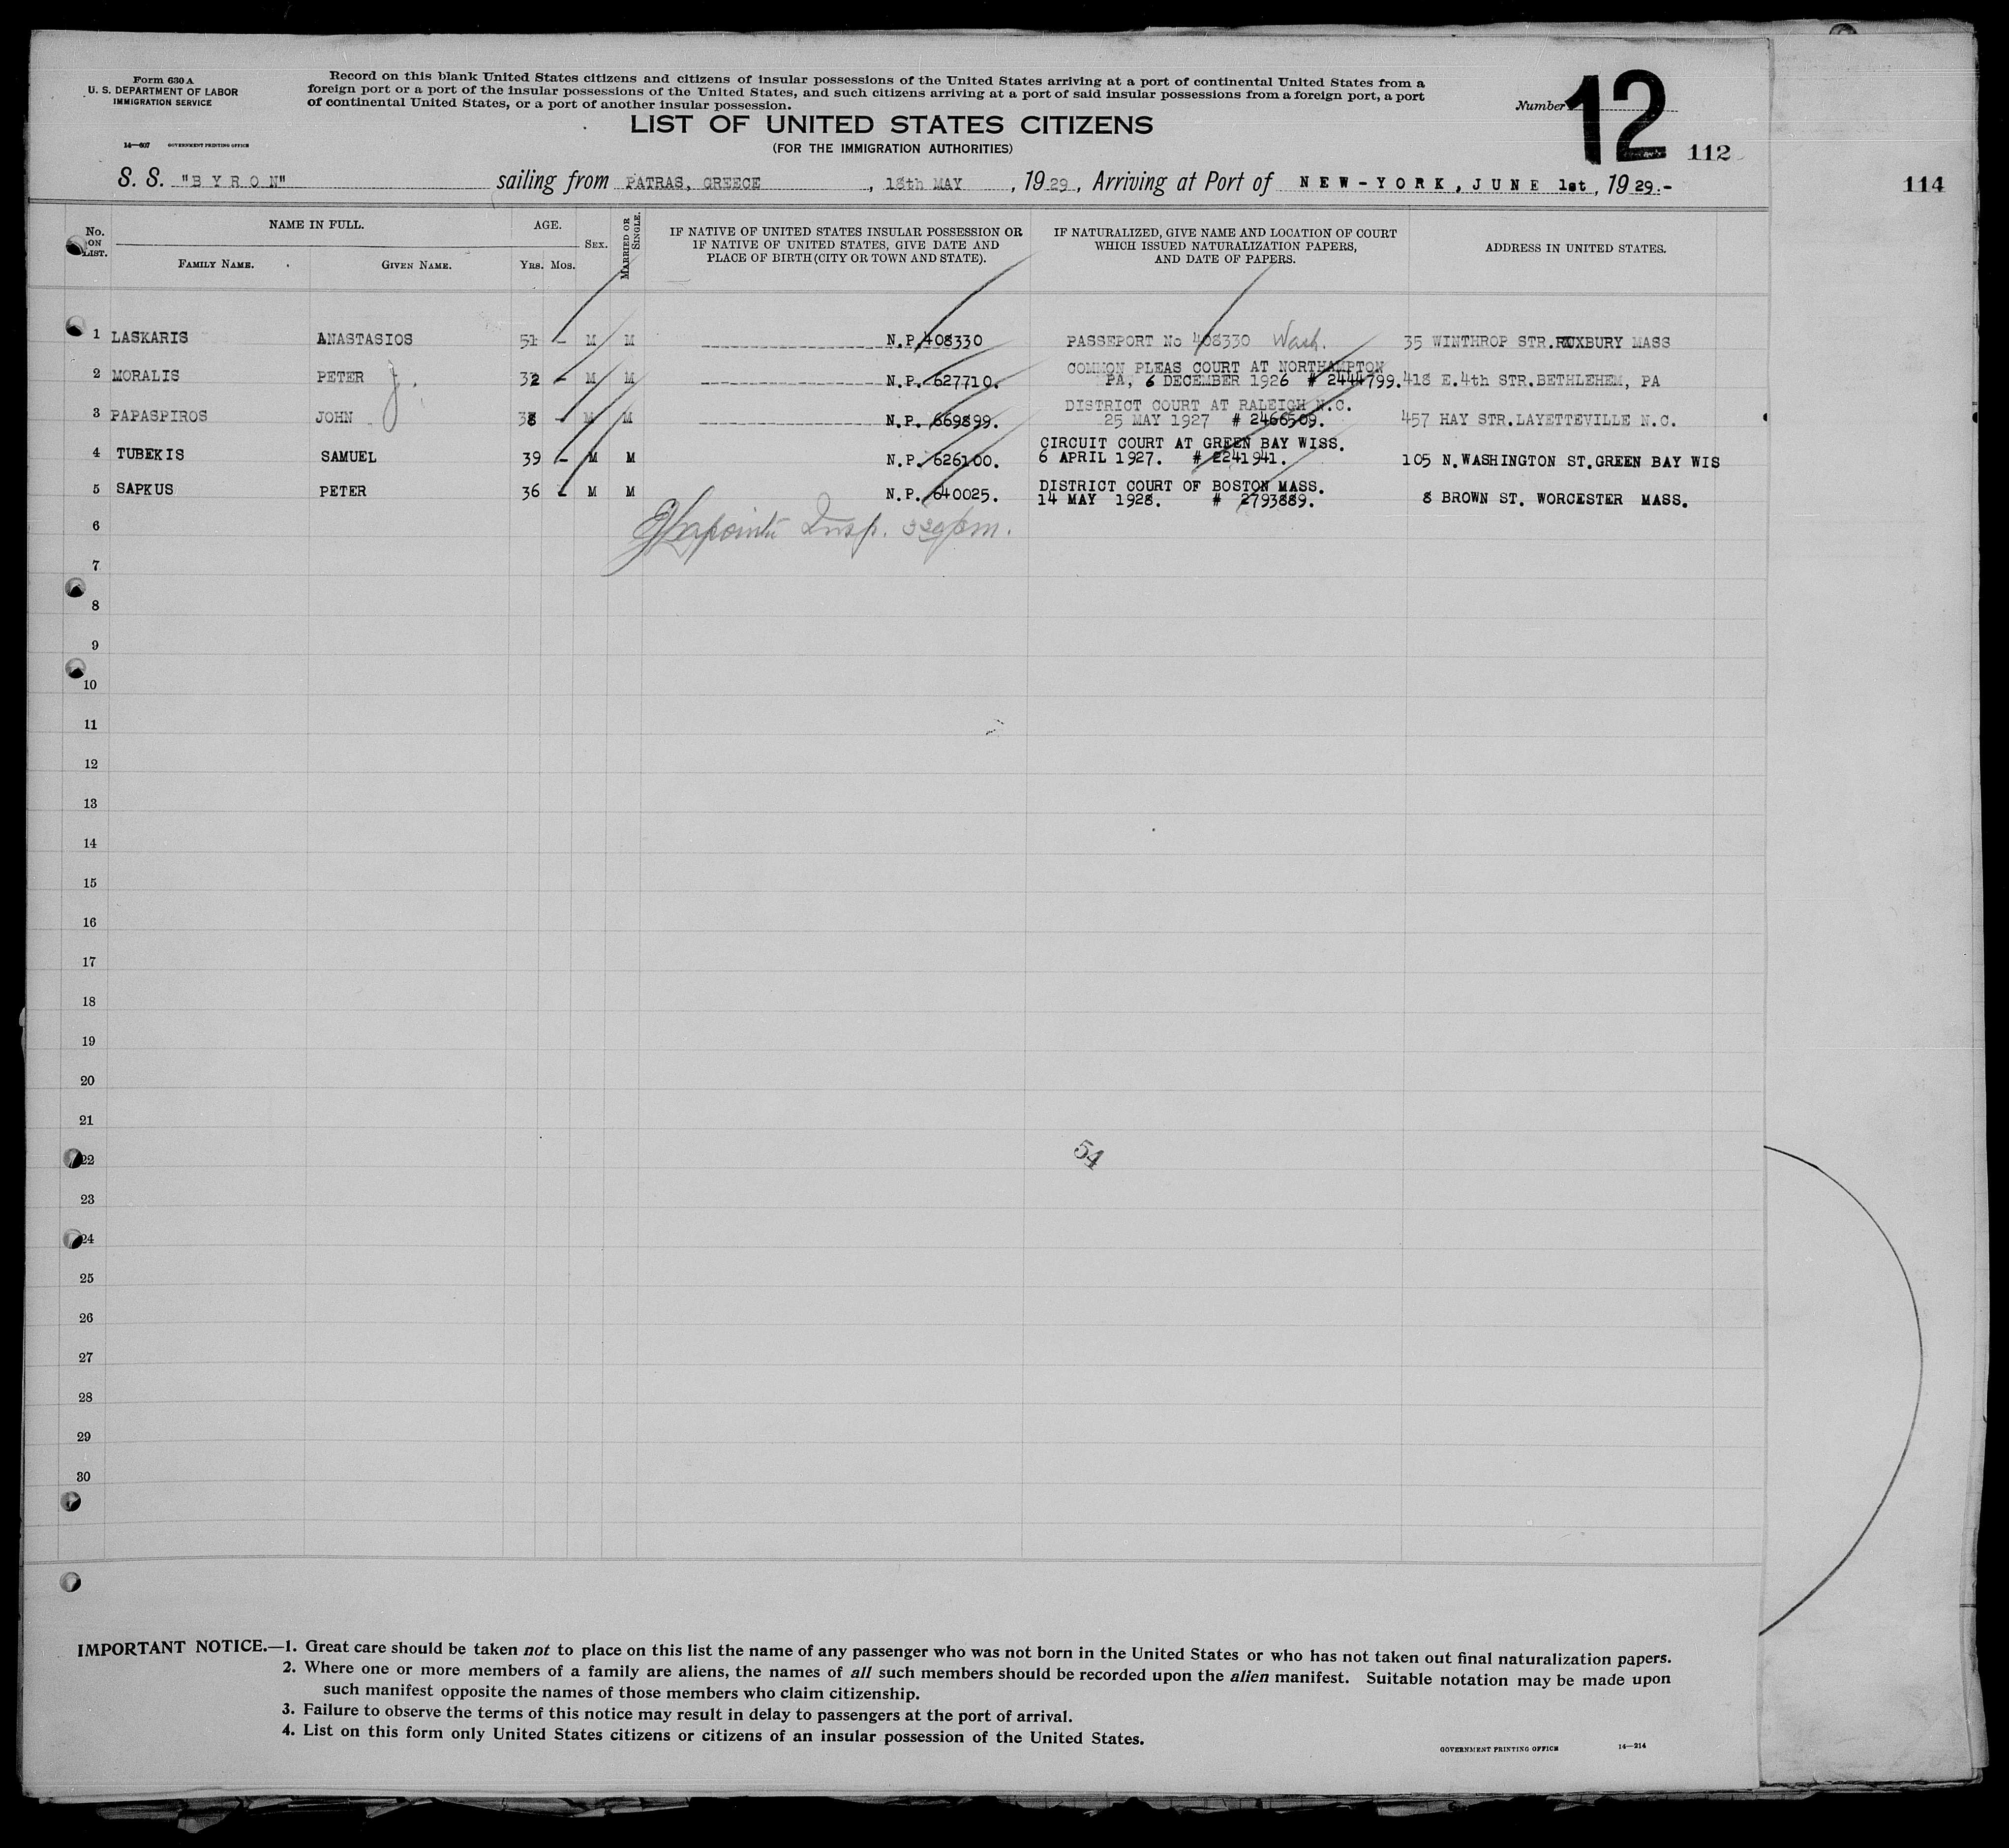 Form 630 A
U. S. DEPARTMENT OF LABOR
IMMIGRATION SERVICE
14—607 GOVERNMENT PRINTING OFFICE
Record on this blank United States citizens and citizens of insular possessions of the United States arriving at a port of continental United States from a
foreign port or a port of the insular possessions of the United States, and such citizens arriving at a port of said insular possessions from a foreign port, a port
of continental United States, or a port of another insular possession.
LIST OF UNITED STATES CITIZENS
(FOR THE IMMIGRATION AUTHORITIES)
Number 12
112
114
S. S. "BYRON" sailing from PATRAS, GREECE, 18th MAY, 1929, Arriving at Port of NEW-YORK, JUNE 1st, 1929.-
No. ON LIST.
NAME IN FULL.
FAMILY NAME. GIVEN NAME.
AGE.
YRS. MOS.
SEX.
MARRIED OR SINGLE.
IF NATIVE OF UNITED STATES INSULAR POSSESSION OR
IF NATIVE OF UNITED STATES, GIVE DATE AND
PLACE OF BIRTH (CITY OR TOWN AND STATE).
IF NATURALIZED, GIVE NAME AND LOCATION OF COURT
WHICH ISSUED NATURALIZATION PAPERS,
AND DATE OF PAPERS.
ADDRESS IN UNITED STATES.
1 LASKARIS ANASTASIOS 51 - M M N.P. 408330 PASSEPORT No 408330 Wash. 35 WINTHROP STR. ROXBURY MASS
2 MORALIS PETER J. 32 - M M N.P. 627710. COMMON PLEAS COURT AT NORTHAMPTON
PA, 6 DECEMBER 1926 # 2444799. 418 E.4th STR.BETHLEHEM, PA
3 PAPASPIROS JOHN 38 - M M N.P. 669899. DISTRICT COURT AT RALEIGH N.C.
25 MAY 1927 # 2466509. 457 HAY STR.LAYETTEVILLE N.C.
4 TUBEKIS SAMUEL 39 - M M N.P. 626100. CIRCUIT COURT AT GREEN BAY WISS.
6 APRIL 1927. # 2241941. 105 N.WASHINGTON ST.GREEN BAY WIS
5 SAPKUS PETER 36 - M M N.P. 640025. DISTRICT COURT OF BOSTON MASS.
14 MAY 1928. # 2793889. 8 BROWN ST. WORCESTER MASS.
6 Lapointe Insp.
7
8
9
10
11
12
13
14
15
16
17
18
19
20
21
54
22
23
24
25
26
27
28
29
30
IMPORTANT NOTICE.—1. Great care should be taken not to place on this list the name of any passenger who was not born in the United States or who has not taken out final naturalization papers.
2. Where one or more members of a family are aliens, the names of all such members should be recorded upon the alien manifest. Suitable notation may be made upon
such manifest opposite the names of those members who claim citizenship.
3. Failure to observe the terms of this notice may result in delay to passengers at the port of arrival.
4. List on this form only United States citizens or citizens of an insular possession of the United States.
GOVERNMENT PRINTING OFFICE 14—214